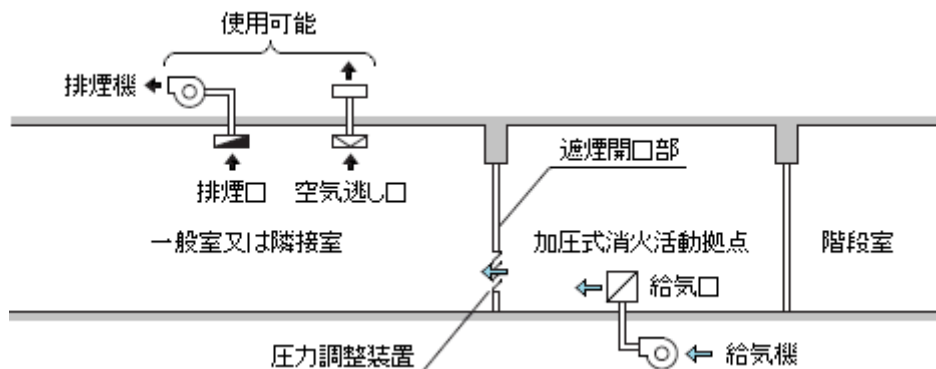 使用可能
排煙機
遮煙開口部
排煙口
空気逃し口
一般室又は隣接室
加圧式消火活動拠点
階段室
給気口
圧力調整装置
給気機